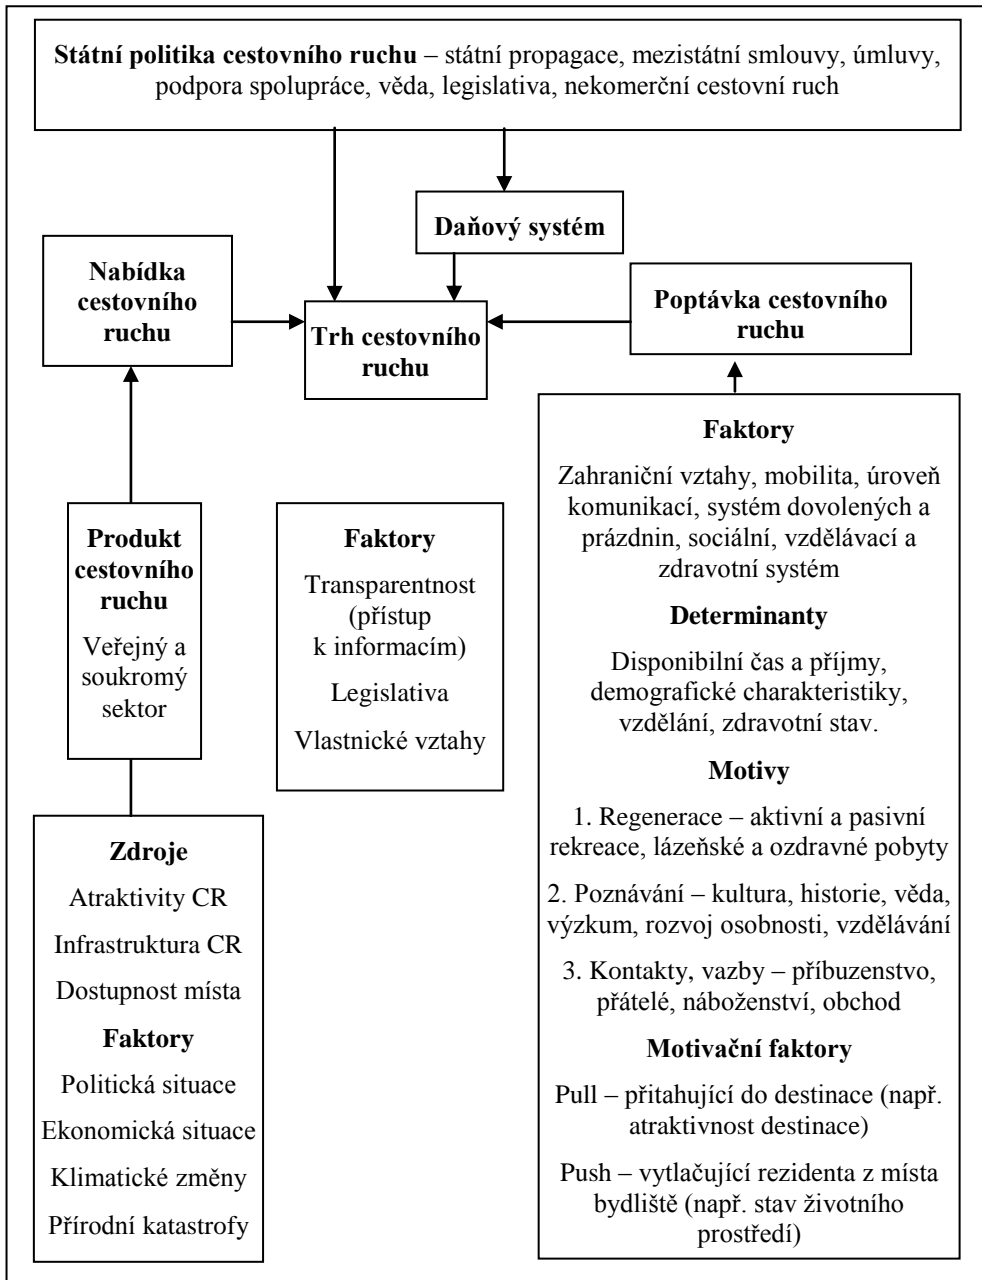 Státní politika cestovního ruchu – státní propagace, mezistátní smlouvy, úmluvy,
podpora spolupráce, věda, legislativa, nekomerční cestovní ruch
Daňový systém
Nabídka
cestovního
ruchu
Trh cestovního
ruchu
Poptávka cestovního
ruchu
Produkt
cestovního
ruchu
Veřejný a
soukromý
sektor
Zdroje
Atraktivity CR
Infrastruktura CR
Dostupnost místa
Faktory
Politická situace
Ekonomická situace
Klimatické změny
Přírodní katastrofy
Faktory
Transparentnost
(přístup
k informacím)
Legislativa
Vlastnické vztahy
Faktory
Zahraniční vztahy, mobilita, úroveň
komunikací, systém dovolených a
prázdnin, sociální, vzdělávací a
zdravotní systém
Determinanty
Disponibilní čas a příjmy,
demografické charakteristiky,
vzdělání, zdravotní stav.
Motivy
1. Regenerace – aktivní a pasivní
rekreace, lázeňské a ozdravné pobyty
2. Poznávání – kultura, historie, věda,
výzkum, rozvoj osobnosti, vzdělávání
3. Kontakty, vazby – příbuzenstvo,
přátelé, náboženství, obchod
Motivační faktory
Pull – přitahující do destinace (např.
atraktivnost destinace)
Push – vytlačující rezidenta z místa
bydliště (např. stav životního
prostředí)